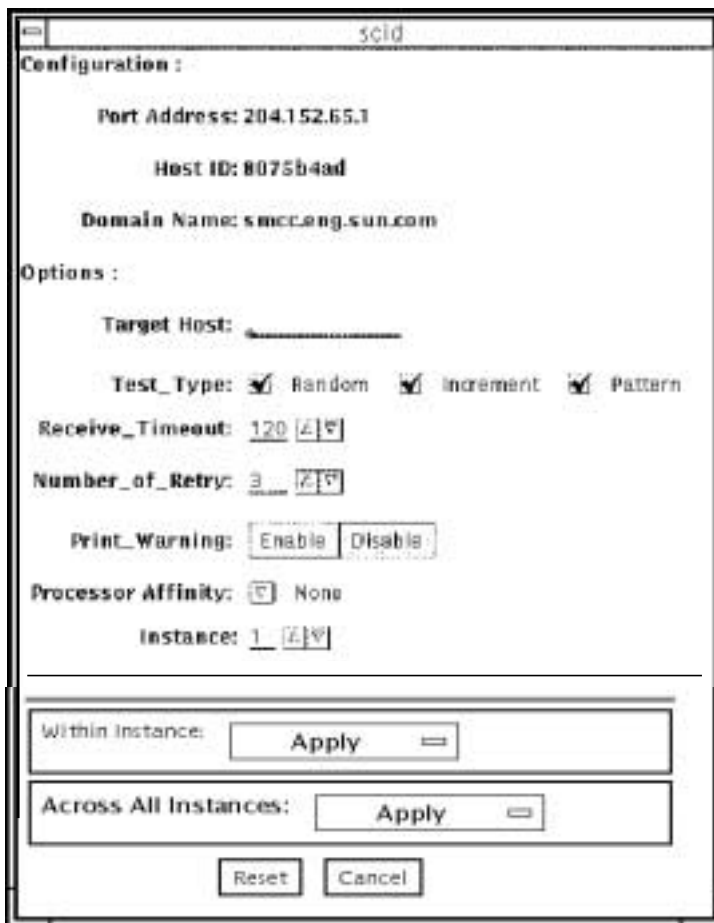 scid
Configuration :
Port Address: 204.152.65.1
Host ID: 8075b4ad
Domain Name: smcc.eng.sun.com
Options :
Target Host:
Test_Type: Random Increment Pattern
Receive_Timeout: 120
Number_of_Retry: 3
Print_Warning: Enable Disable
Processor Affinity: None
Instance: 1
Within Instance: Apply
Across All Instances: Apply
Reset Cancel